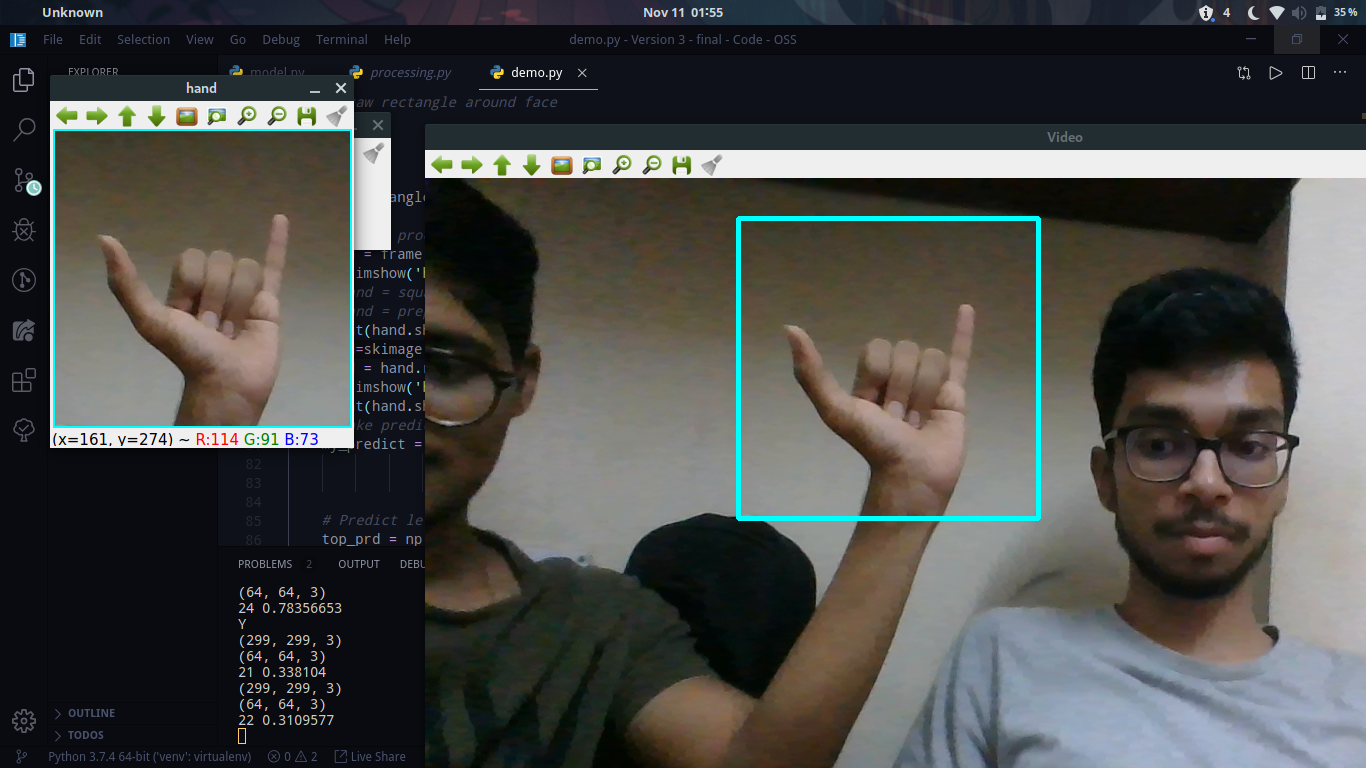 Unknown
Nov 11 01:55
4
35 %
File Edit Selection View Go Debug Terminal Help
demo.py - Version 3 - final - Code - OSS
EXPLORER
model.py
processing.py
demo.py
hand
aw rectangle around face
Video
angle
proc
= frame
imshow('h
and = squ
and = prep
t(hand.sh
=skimage
= hand.r
imshow('h
t(hand.sh
ke predic
y_predict =
(x=161, y=274) ~ R:114 G:91 B:73
82
83
84
85 # Predict le
86 top_prd = np
PROBLEMS 2 OUTPUT DEBU
(64, 64, 3)
24 0.78356653
Y
(299, 299, 3)
(64, 64, 3)
21 0.338104
(299, 299, 3)
(64, 64, 3)
22 0.3109577
OUTLINE
TODOS
Python 3.7.4 64-bit ('venv': virtualenv) 0 2 Live Share